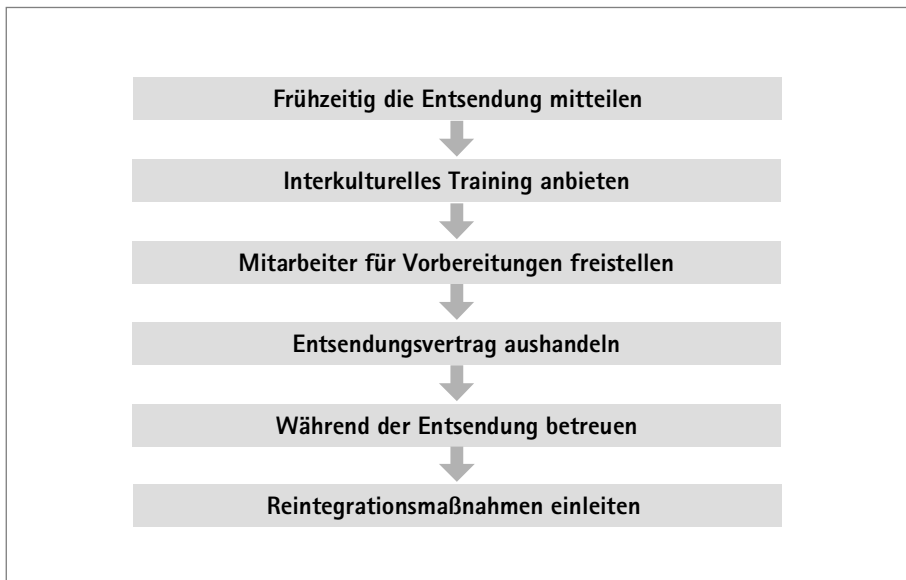 Frühzeitig die Entsendung mitteilen
Interkulturelles Training anbieten
Mitarbeiter für Vorbereitungen freistellen
Entsendungsvertrag aushandeln
Während der Entsendung betreuen
Reintegrationsmaßnahmen einleiten